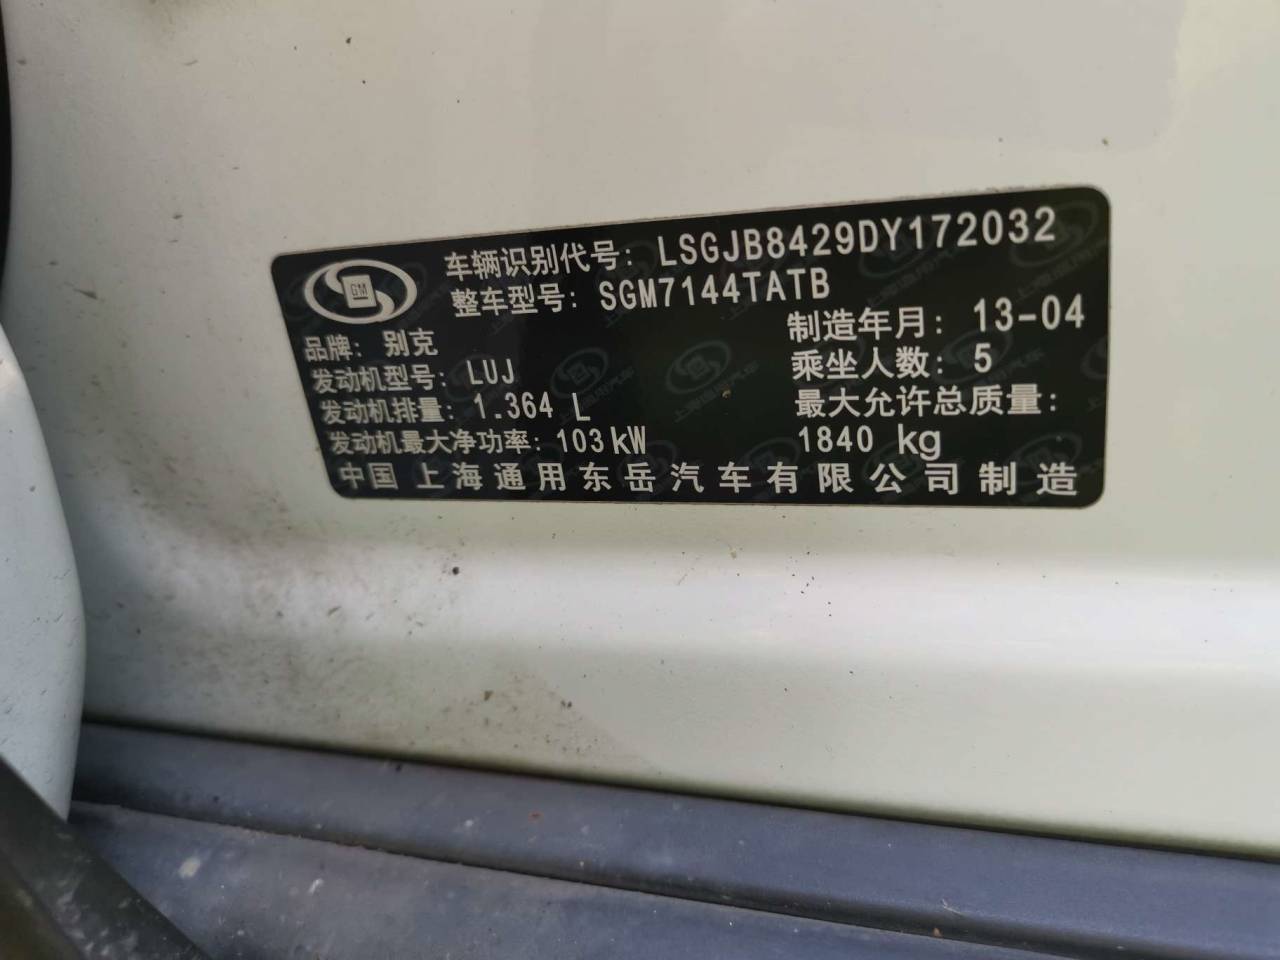 GM
车辆识别代号: LSGJB8429DY172032
整车型号: SGM7144TATB
品牌: 别克
制造年月: 13-04
发动机型号: LUJ
乘坐人数: 5
发动机排量: 1.364 L
最大允许总质量:
发动机最大净功率: 103kW
1840 kg
中国 上海通用东岳汽车有限公司制造